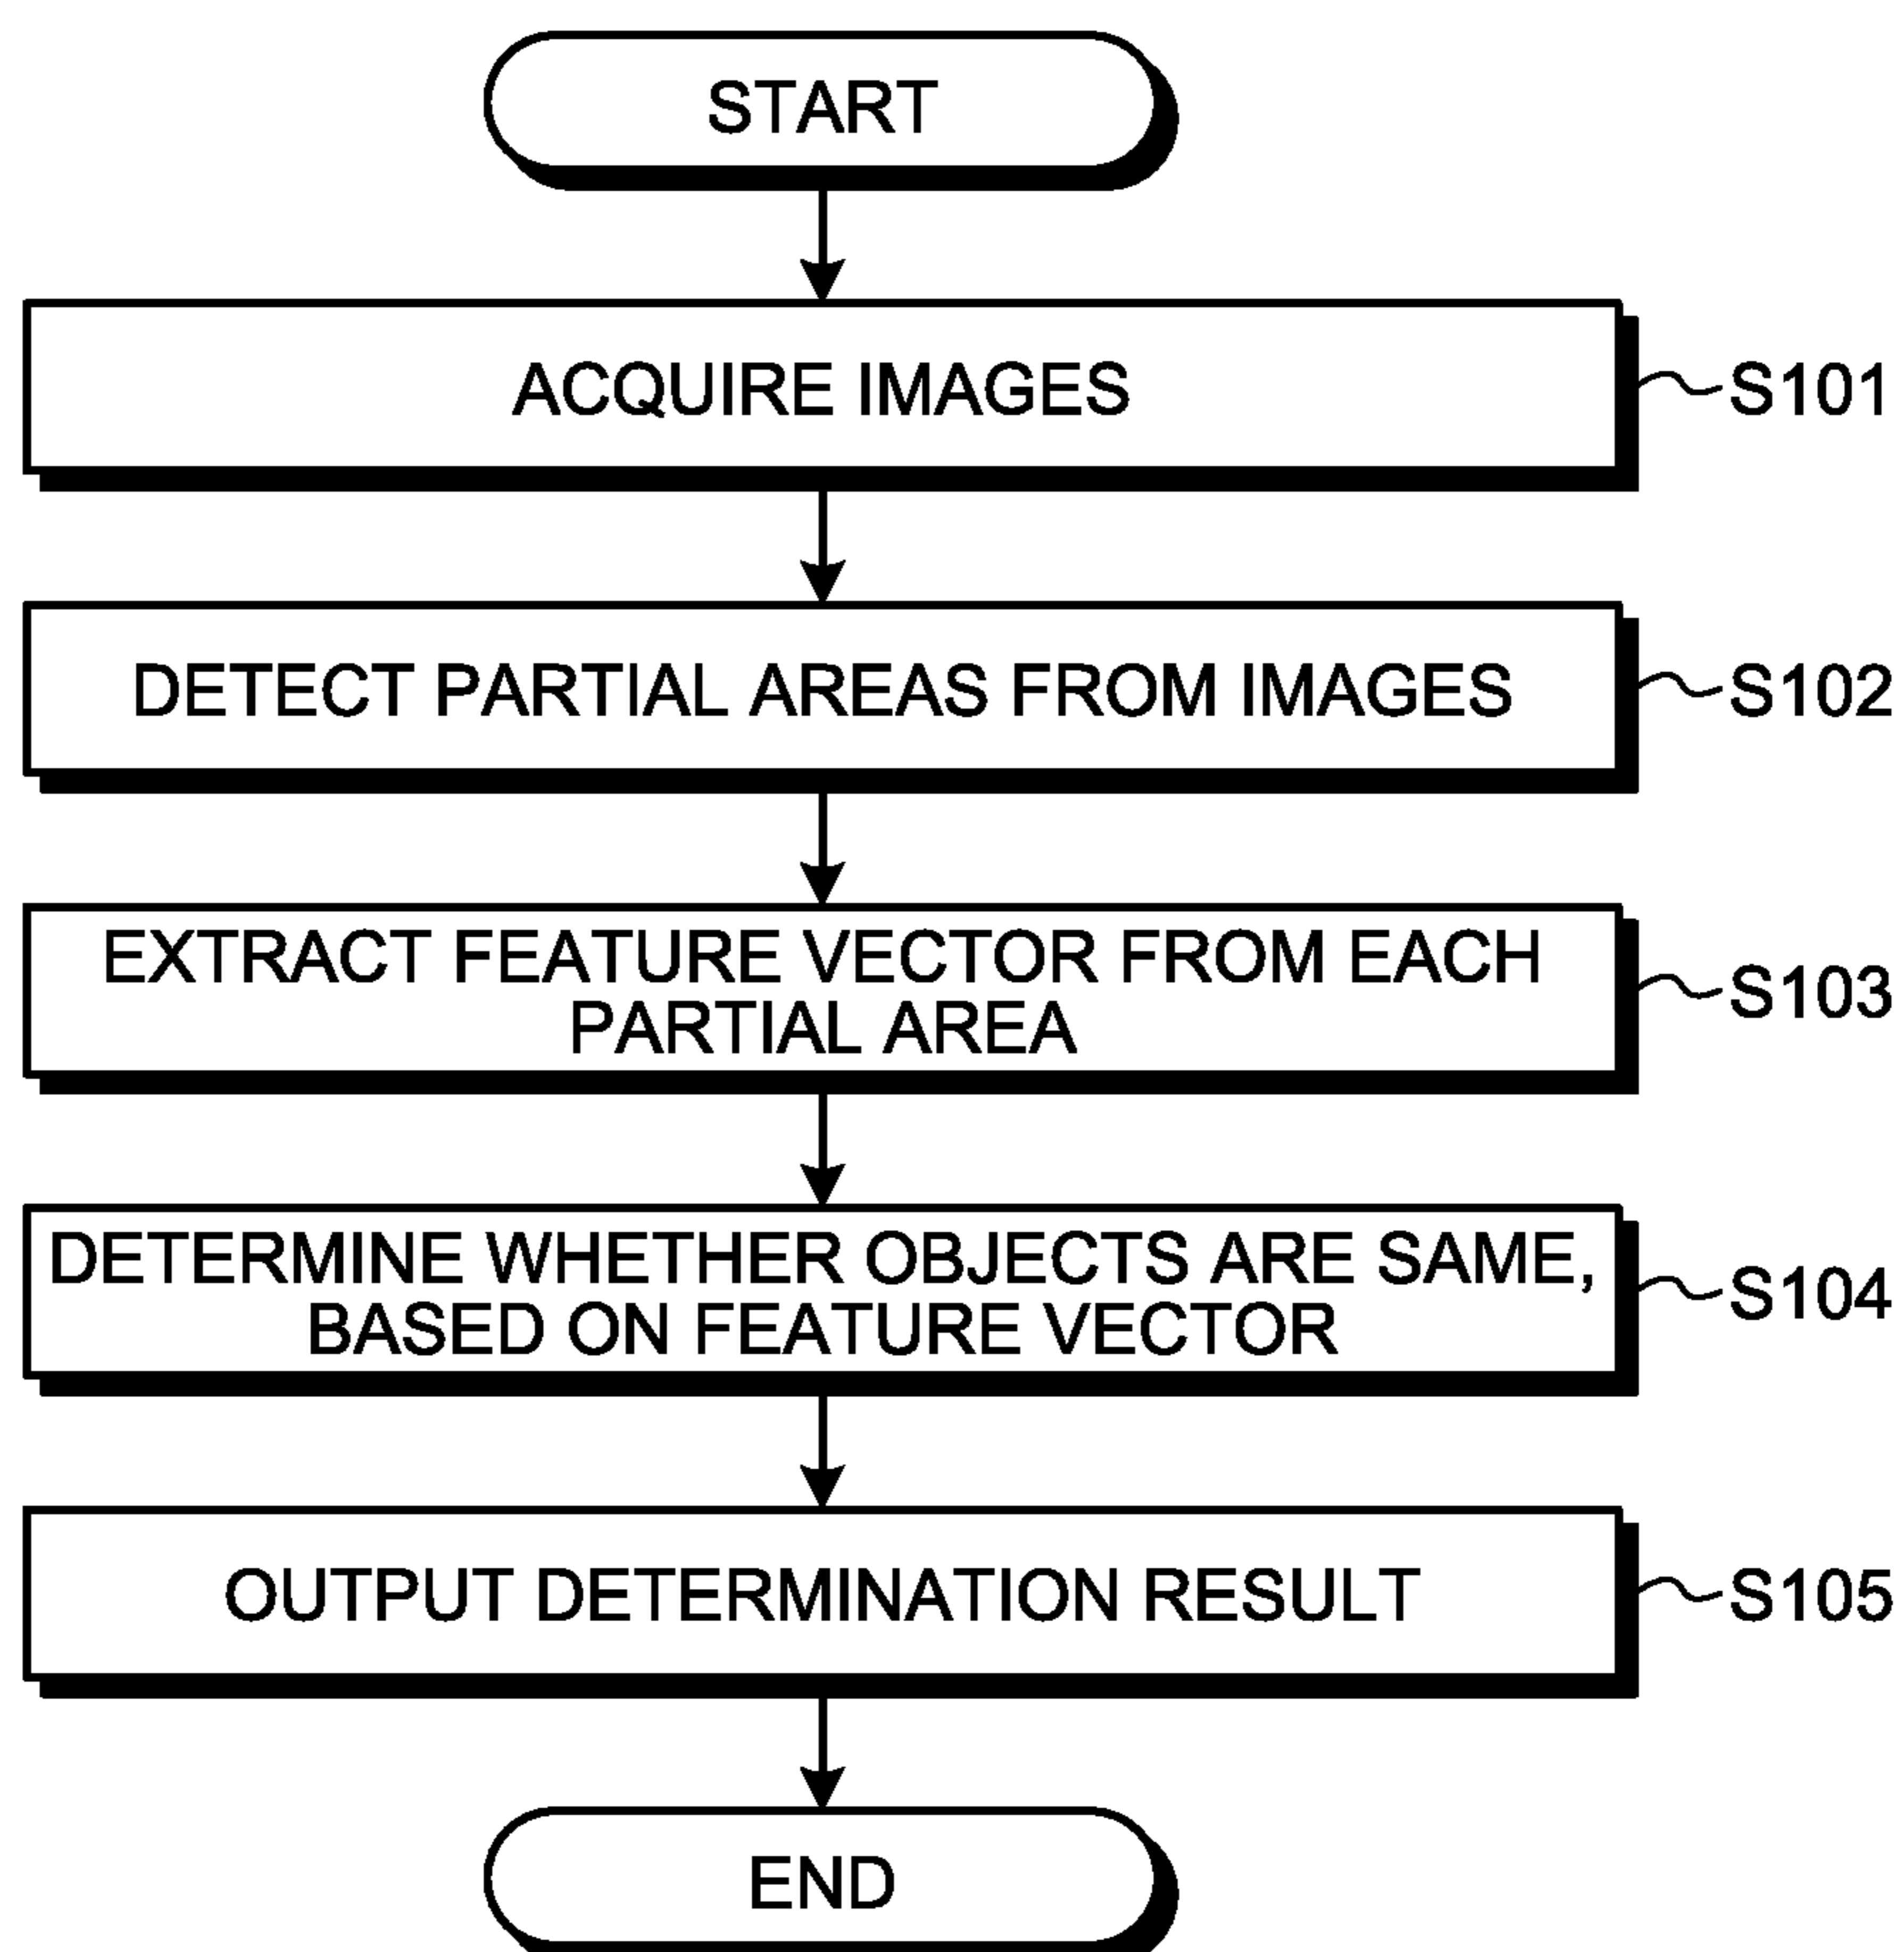 START
ACQUIRE IMAGES
S101
DETECT PARTIAL AREAS FROM IMAGES
S102
EXTRACT FEATURE VECTOR FROM EACH
PARTIAL AREA
S103
DETERMINE WHETHER OBJECTS ARE SAME,
BASED ON FEATURE VECTOR
S104
OUTPUT DETERMINATION RESULT
S105
END